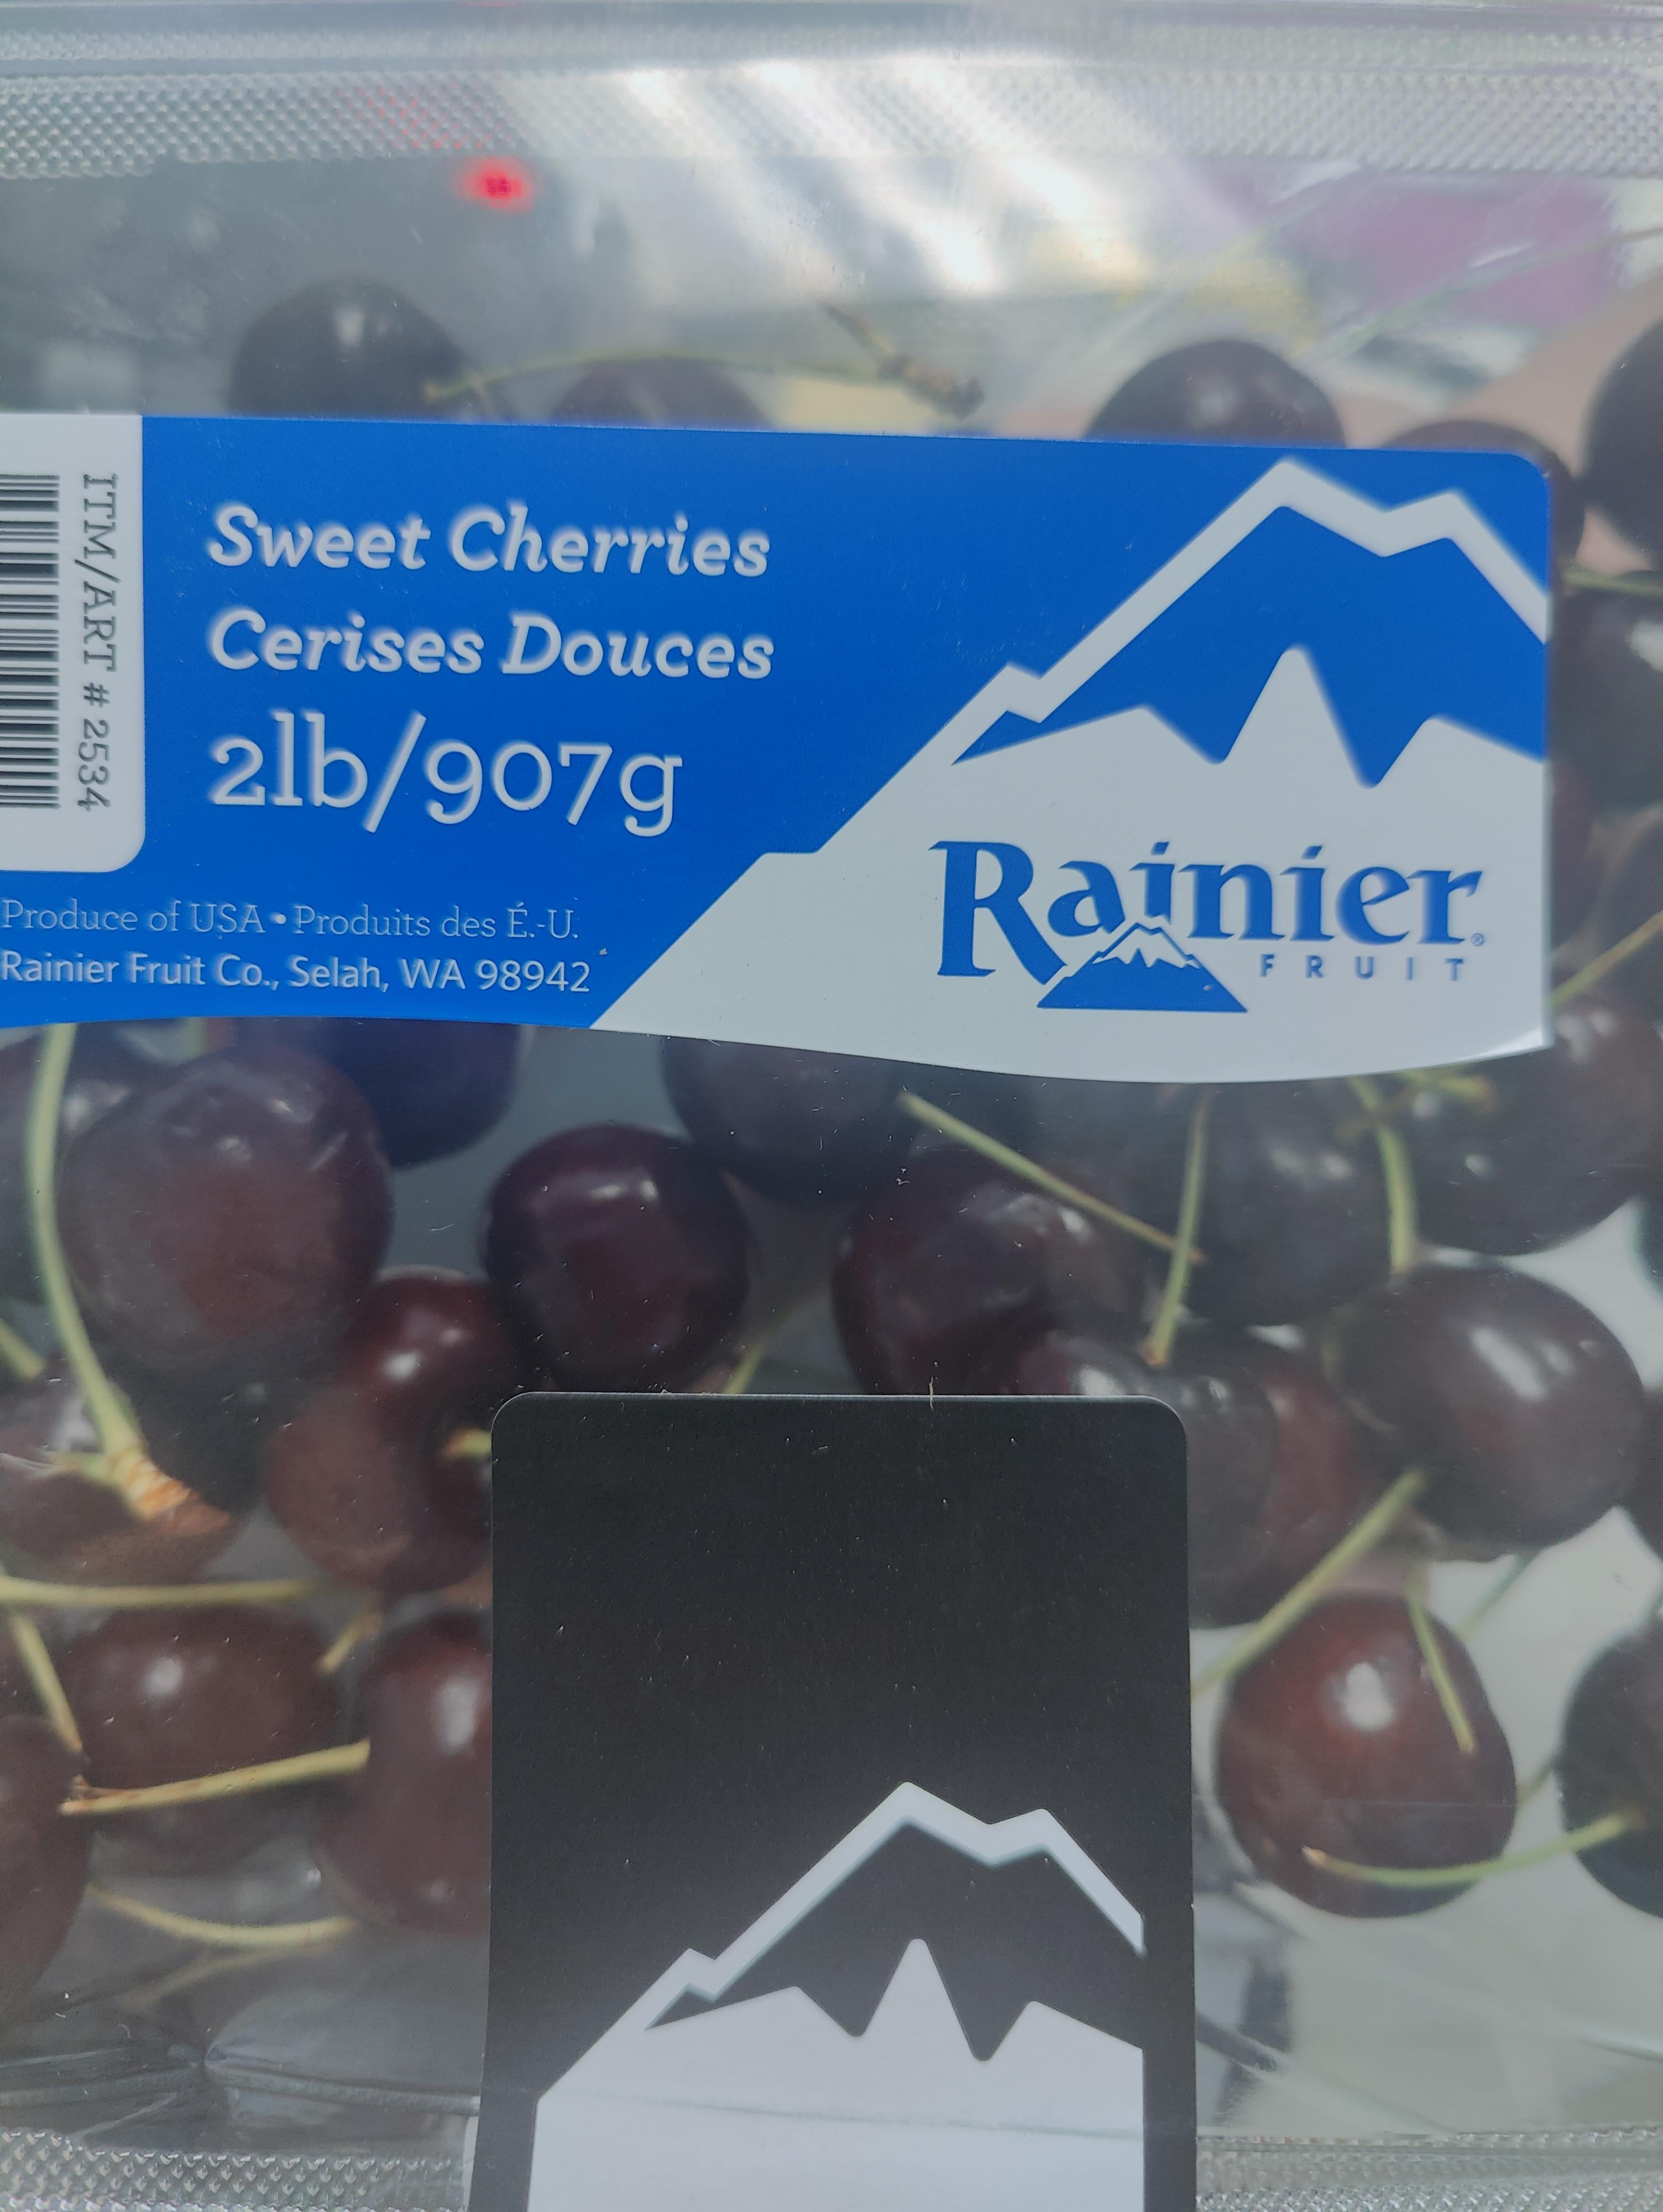 ITM/ART # 2534
Sweet Cherries
Cerises Douces
2lb/907g
Produce of USA • Produits des É.-U.
Rainier Fruit Co., Selah, WA 98942
Rainier®
FRUIT